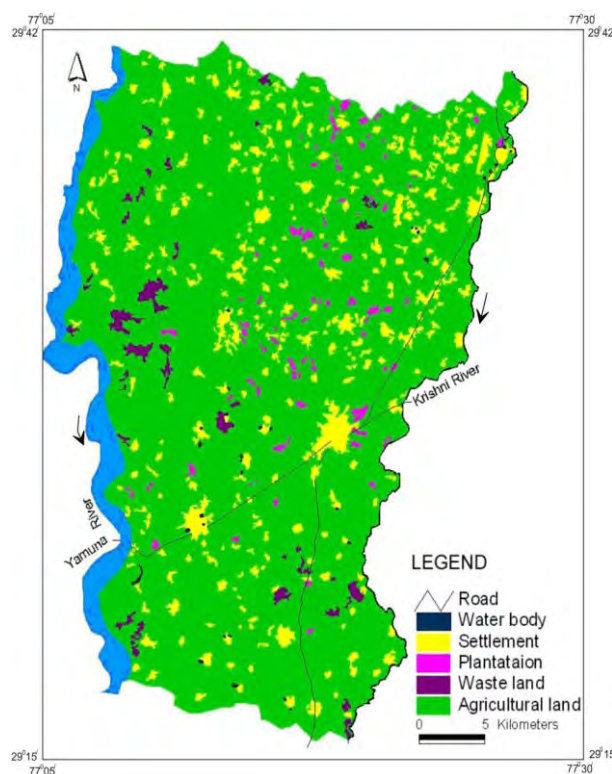 77°05 77°30
29°42 29°42
N
Krishni River
Yamuna River
LEGEND
Road
Water body
Settlement
Plantataion
Waste land
Agricultural land
0 5 Kilometers
29°15 29°15
77°05 77°30